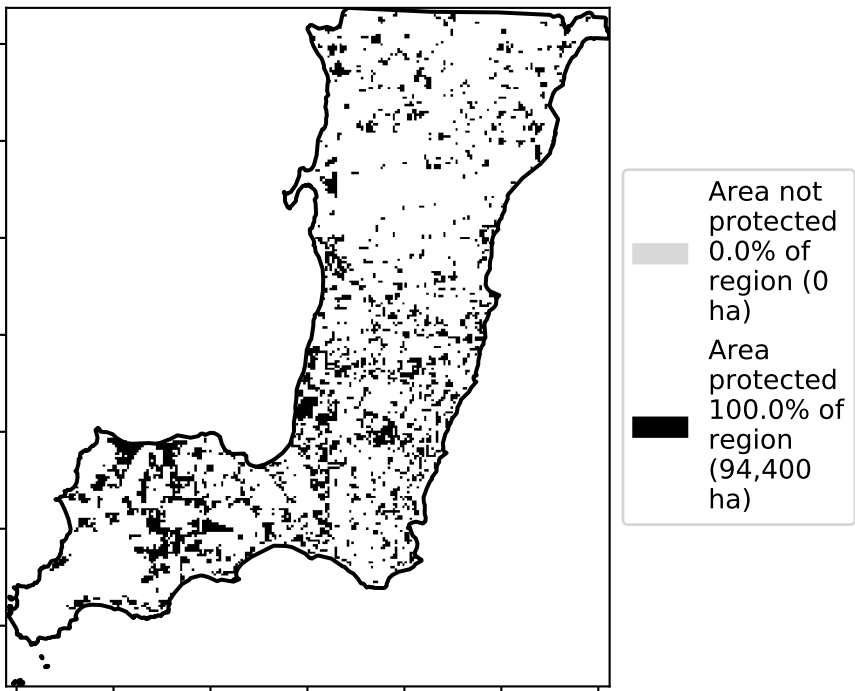 Area not
protected
0.0% of
region (0
ha)
Area
protected
100.0% of
region
(94,400
ha)